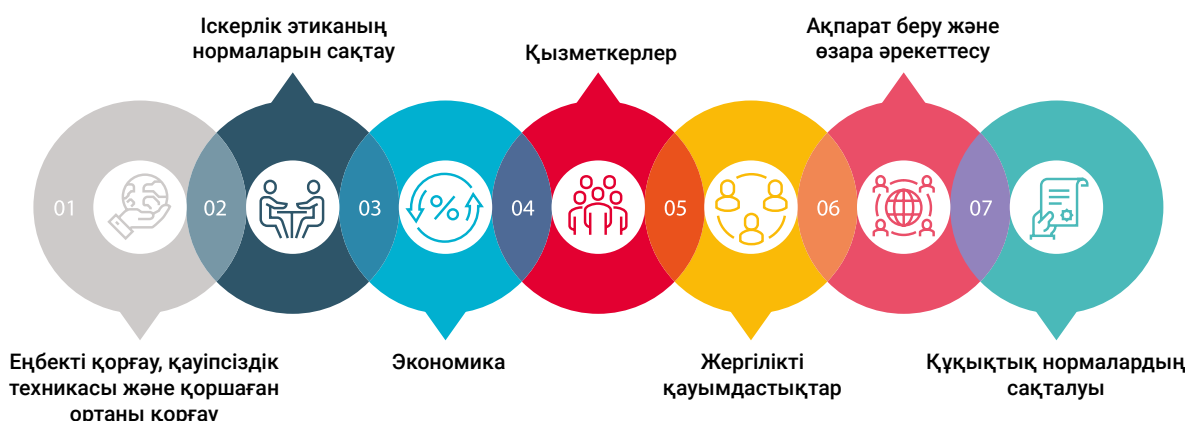 Іскерлік этиканың
нормаларын сақтау
Қызметкерлер
Ақпарат беру және
өзара әрекеттесу
01
02
03
%
04
05
06
07
Еңбекті қорғау, қауіпсіздік
техникасы және қоршаған
ортаны қорғау
Экономика
Жергілікті
қауымдастықтар
Құқықтық нормалардың
сақталуы